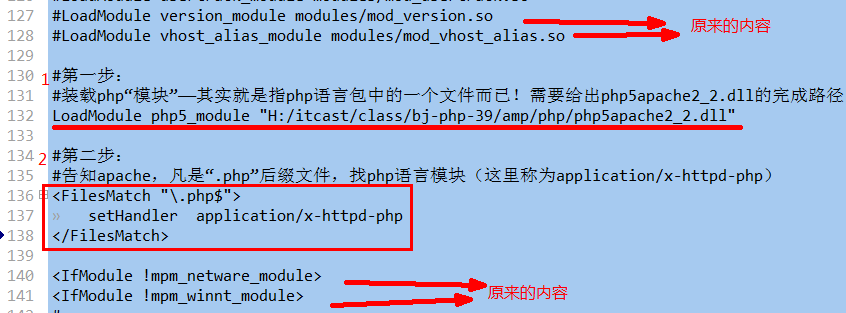 127 #LoadModule version_module modules/mod_version.so
128 #LoadModule vhost_alias_module modules/mod_vhost_alias.so
原来的内容
129
130 #第一步:
1
131 #装载php“模块”——其实就是指php语言包中的一个文件而已！需要给出php5apache2_2.dll的完成路径
132 LoadModule php5_module "H:/itcast/class/bj-php-39/amp/php/php5apache2_2.dll"
133
134 #第二步:
2
135 #告知apache，凡是“.php”后缀文件，找php语言模块（这里称为application/x-httpd-php）
136 <FilesMatch "\.php$">
137 setHandler application/x-httpd-php
138 </FilesMatch>
139
140 <IfModule !mpm_netware_module>
141 <IfModule !mpm_winnt_module>
原来的内容